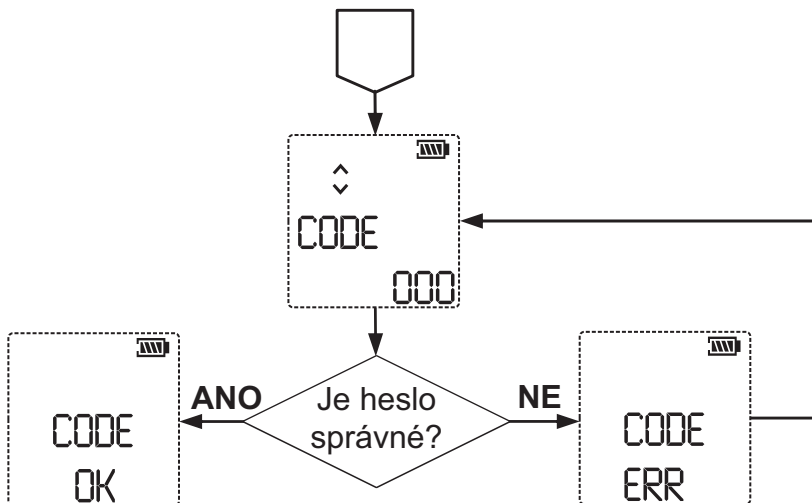 CODE
000
ANO
Je heslo
správné?
NE
CODE
OK
CODE
ERR